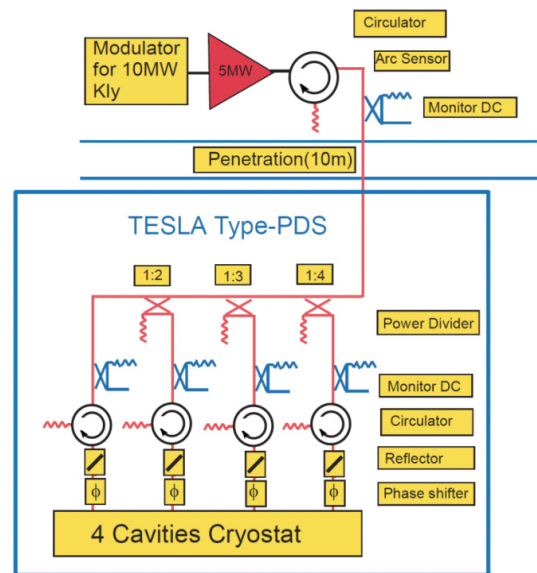 Circulator
Modulator
for 10MW
Kly
5MW
Arc Sensor
Monitor DC
Penetration(10m)
TESLA Type-PDS
1:2
1:3
1:4
Power Divider
Monitor DC
Circulator
Reflector
Phase shifter
ϕ
ϕ
ϕ
ϕ
4 Cavities Cryostat